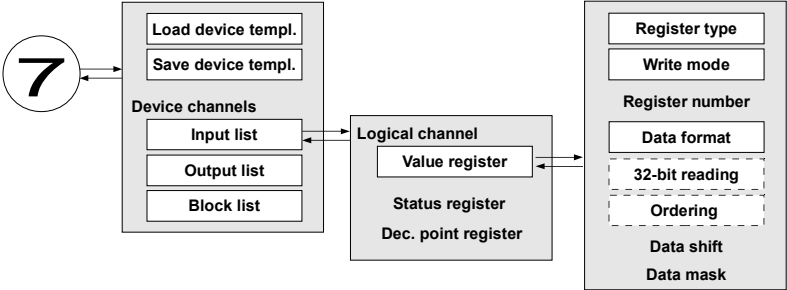 7
Load device templ.
Save device templ.
Device channels
Input list
Output list
Block list
Logical channel
Value register
Status register
Dec. point register
Register type
Write mode
Register number
Data format
32-bit reading
Ordering
Data shift
Data mask